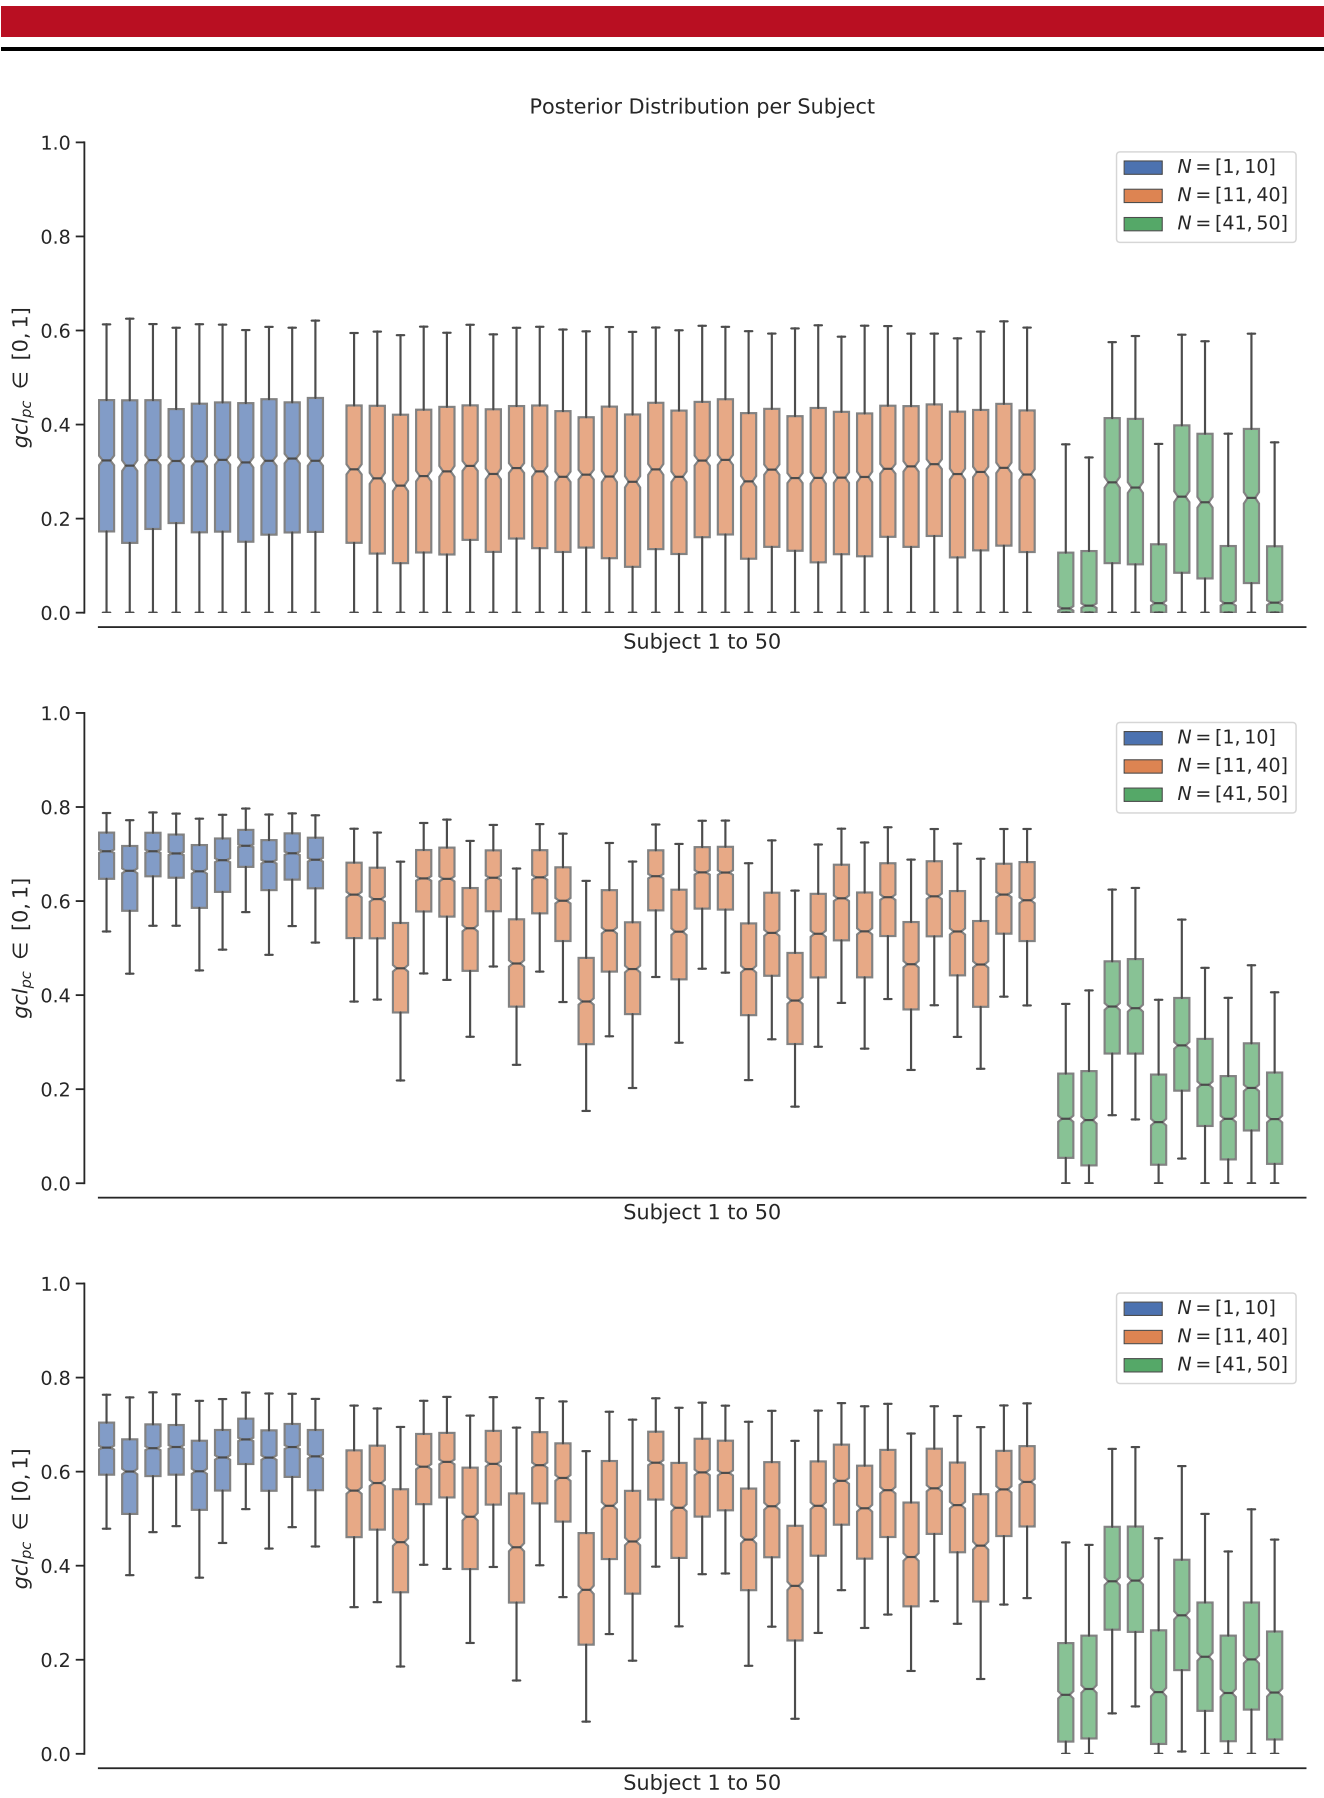 Posterior Distribution per Subject
1.0
0.8
0.6
0.4
0.2
0.0
gcl_pc ∈ [0, 1]
N = [1, 10]
N = [11, 40]
N = [41, 50]
Subject 1 to 50
1.0
0.8
0.6
0.4
0.2
0.0
gcl_pc ∈ [0, 1]
N = [1, 10]
N = [11, 40]
N = [41, 50]
Subject 1 to 50
1.0
0.8
0.6
0.4
0.2
0.0
gcl_pc ∈ [0, 1]
N = [1, 10]
N = [11, 40]
N = [41, 50]
Subject 1 to 50